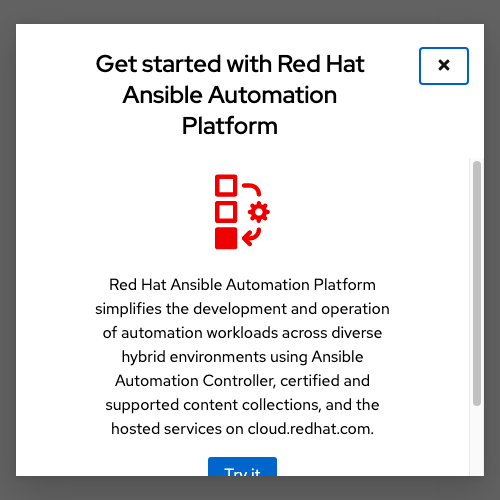 Get started with Red Hat
Ansible Automation
Platform
Red Hat Ansible Automation Platform
simplifies the development and operation
of automation workloads across diverse
hybrid environments using Ansible
Automation Controller, certified and
supported content collections, and the
hosted services on cloud.redhat.com.
Try it